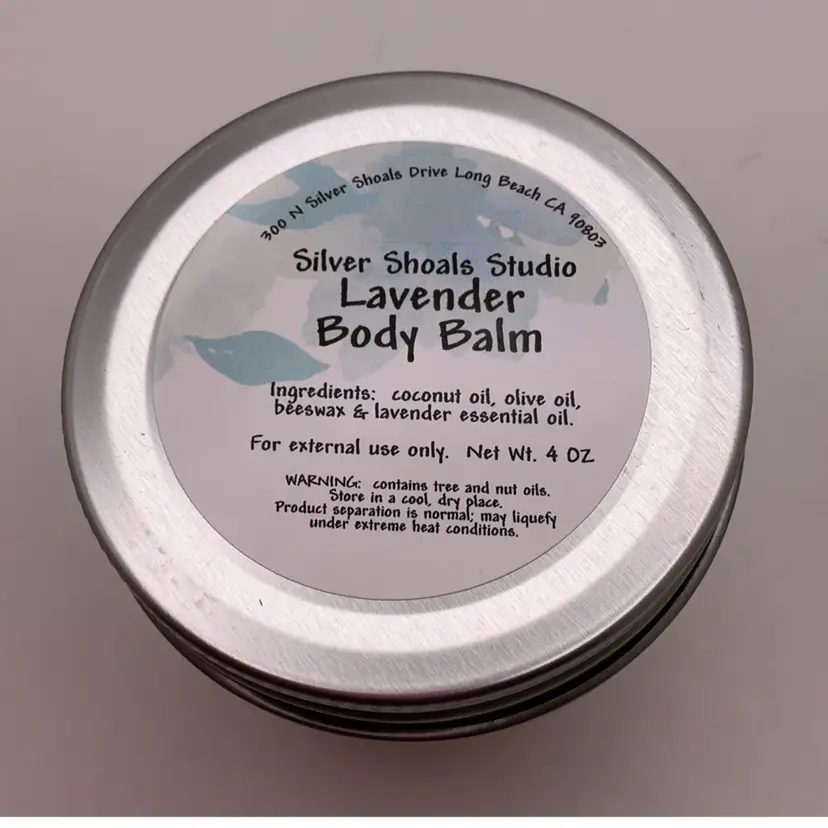 300 N Silver Shoals Drive Long Beach CA 90803
Silver Shoals Studio
Lavender
Body Balm
Ingredients: coconut oil, olive oil,
beeswax & lavender essential oil.
For external use only. Net Wt. 4 OZ
WARNING: contains tree and nut oils.
Store in a cool, dry place.
Product separation is normal; may liquefy
under extreme heat conditions.